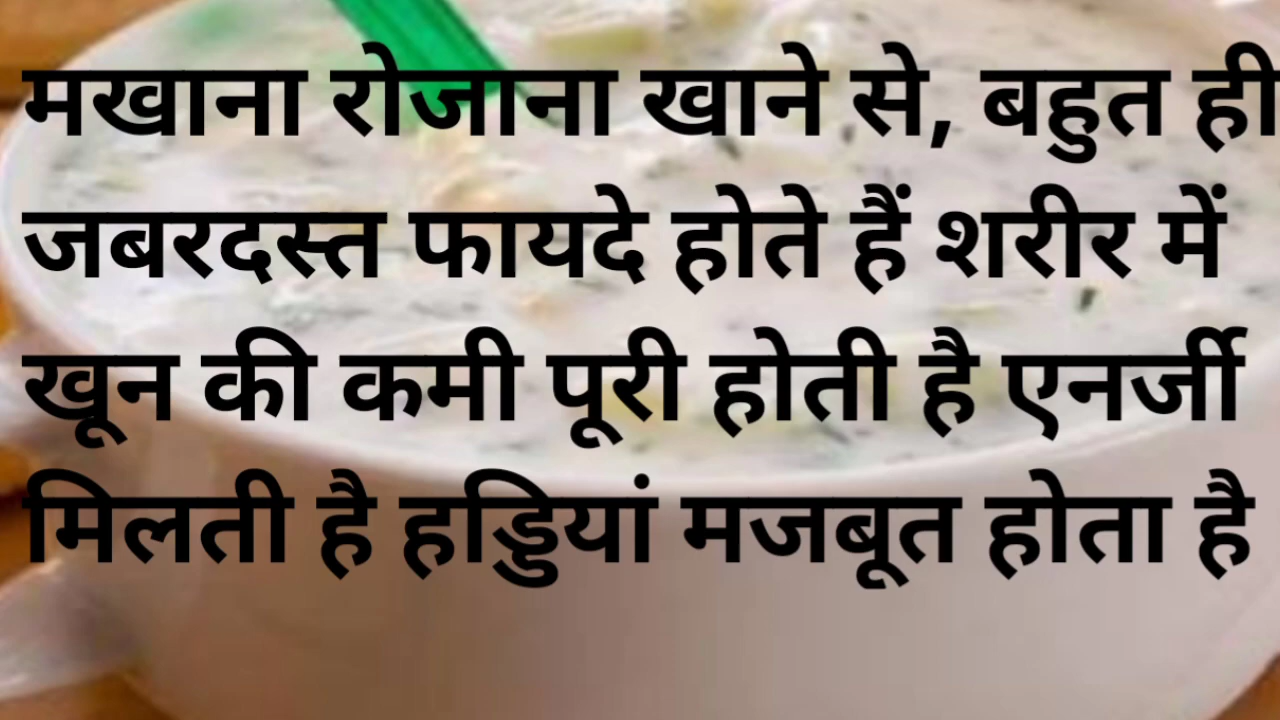 मखाना रोजाना खाने से, बहुत ही
जबरदस्त फायदे होते हैं शरीर में
खून की कमी पूरी होती है एनर्जी
मिलती है हड्डियां मजबूत होता है